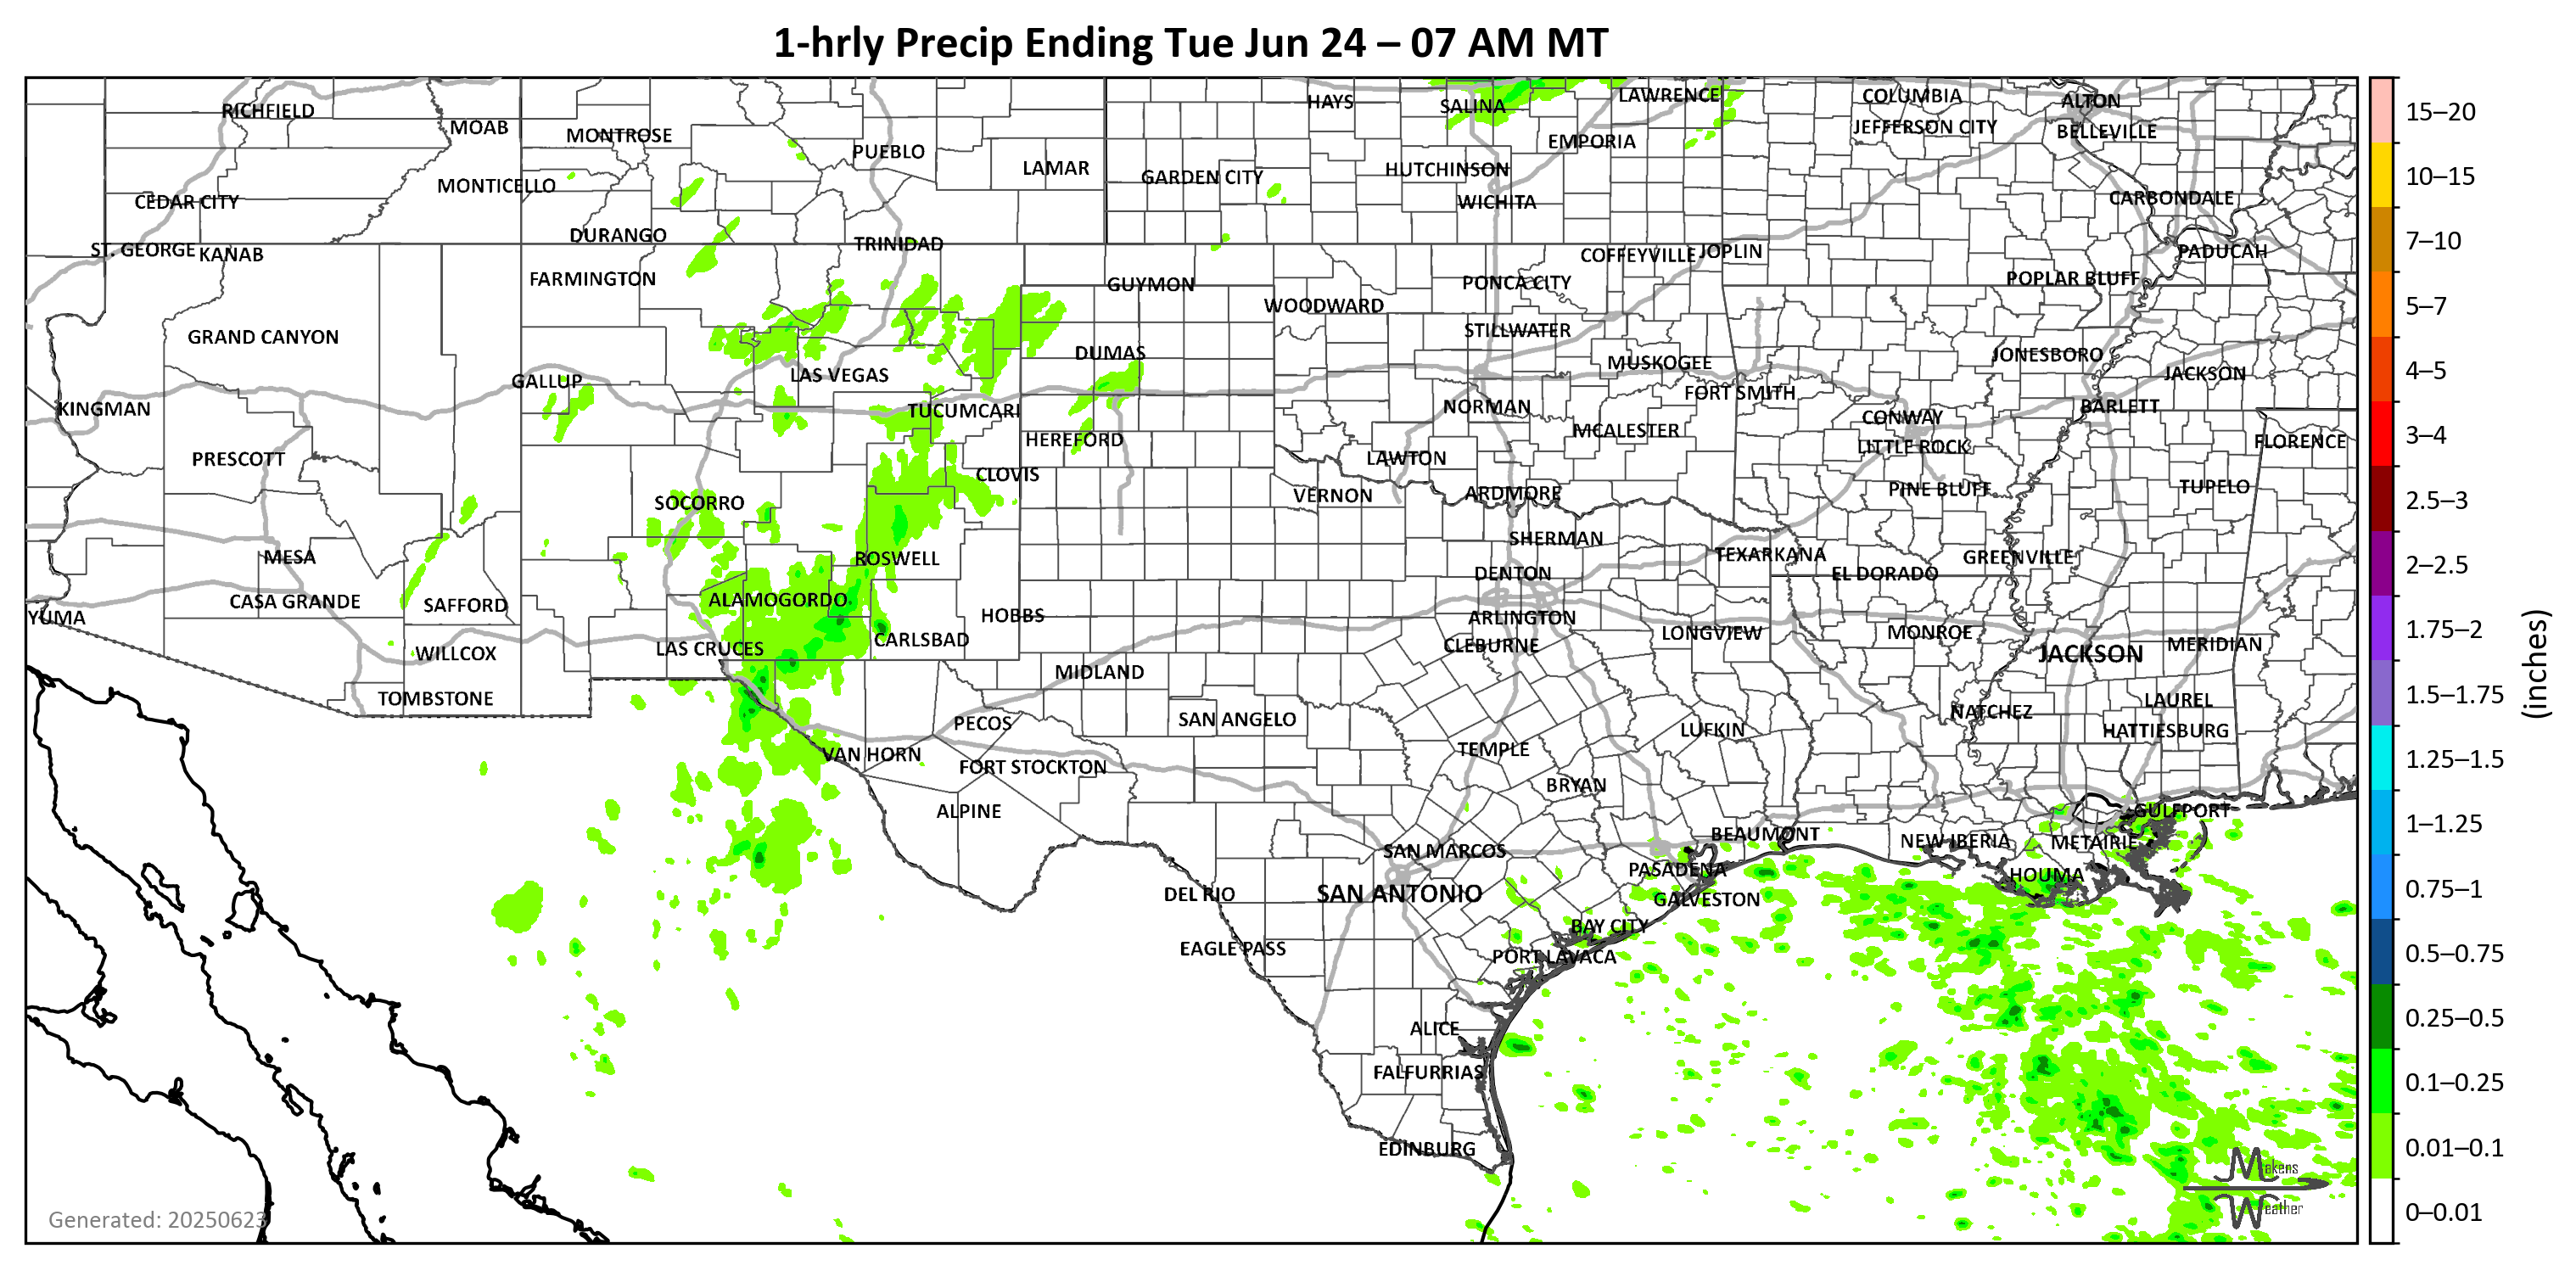 1-hrly Precip Ending Tue Jun 24 – 07 AM MT
RICHFIELD
MOAB
MONTROSE
PUEBLO
LAMAR
HAYS
SALINA
LAWRENCE
COLUMBIA
ALTON
JEFFERSON CITY
BELLEVILLE
EMPORIA
HUTCHINSON
GARDEN CITY
MONTICELLO
CEDAR CITY
WICHITA
CARBONDALE
DURANGO
TRINIDAD
ST. GEORGE
KANAB
COFFEYVILLE
JOPLIN
PADUCAH
FARMINGTON
GUYMON
PONCA CITY
POPLAR BLUFF
WOODWARD
GRAND CANYON
STILLWATER
DUMAS
MUSKOGEE
JONESBORO
JACKSON
GALLUP
LAS VEGAS
FORT SMITH
KINGMAN
TUCUMCARI
NORMAN
BARLETT
CONWAY
HEREFORD
MCALESTER
LITTLE ROCK
FLORENCE
PRESCOTT
LAWTON
CLOVIS
SOCORRO
VERNON
ARDMORE
PINE BLUFF
TUPELO
SHERMAN
MESA
ROSWELL
TEXARKANA
GREENVILLE
DENTON
EL DORADO
CASA GRANDE
SAFFORD
ALAMOGORDO
HOBBS
ARLINGTON
YUMA
CARLSBAD
LONGVIEW
MONROE
LAS CRUCES
CLEBURNE
MERIDIAN
WILLCOX
JACKSON
MIDLAND
TOMBSTONE
LAUREL
PECOS
SAN ANGELO
NATCHEZ
LUFKIN
HATTIESBURG
VAN HORN
TEMPLE
FORT STOCKTON
BRYAN
ALPINE
GULFPORT
BEAUMONT
NEW IBERIA
METAIRIE
SAN MARCOS
PASADENA
HOUMA
DEL RIO
SAN ANTONIO
GALVESTON
BAY CITY
EAGLE PASS
PORT LAVACA
ALICE
FALFURRIAS
EDINBURG
Generated: 20250623
Makens
Weather
15–20
10–15
7–10
5–7
4–5
3–4
2.5–3
2–2.5
1.75–2
1.5–1.75
1.25–1.5
1–1.25
0.75–1
0.5–0.75
0.25–0.5
0.1–0.25
0.01–0.1
0–0.01
(inches)